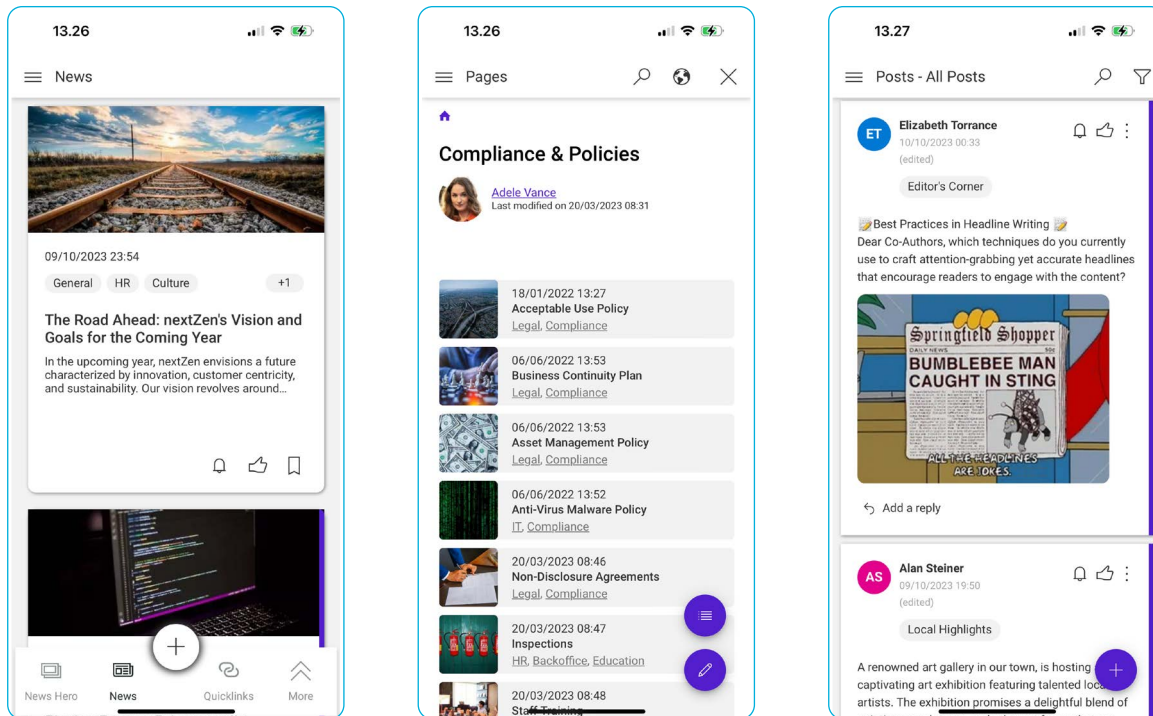 13.26
News
09/10/2023 23:54
General HR Culture +1
The Road Ahead: nextZen's Vision and
Goals for the Coming Year
In the upcoming year, nextZen envisions a future
characterized by innovation, customer centricity,
and sustainability. Our vision revolves around...
News Hero News Quicklinks More
13.26
Pages
Compliance & Policies
Adele Vance
Last modified on 20/03/2023 08:31
18/01/2022 13:27
Acceptable Use Policy
Legal, Compliance
06/06/2022 13:53
Business Continuity Plan
Legal, Compliance
06/06/2022 13:53
Asset Management Policy
Legal, Compliance
06/06/2022 13:52
Anti-Virus Malware Policy
IT, Compliance
20/03/2023 08:46
Non-Disclosure Agreements
Legal, Compliance
20/03/2023 08:47
Inspections
HR, Backoffice, Education
20/03/2023 08:48
Staff Training
13.27
Posts - All Posts
ET
Elizabeth Torrance
10/10/2023 00:33
(edited)
Editor's Corner
📝Best Practices in Headline Writing 📝
Dear Co-Authors, which techniques do you currently
use to craft attention-grabbing yet accurate headlines
that encourage readers to engage with the content?
Springfield Shopper
DAILY NEWS 50¢
BUMBLEBEE MAN
CAUGHT IN STING
ALL THE HEADLINES
ARE JOKES.
Add a reply
AS
Alan Steiner
09/10/2023 19:50
(edited)
Local Highlights
A renowned art gallery in our town, is hosting
captivating art exhibition featuring talented
artists. The exhibition promises a delightful blend of